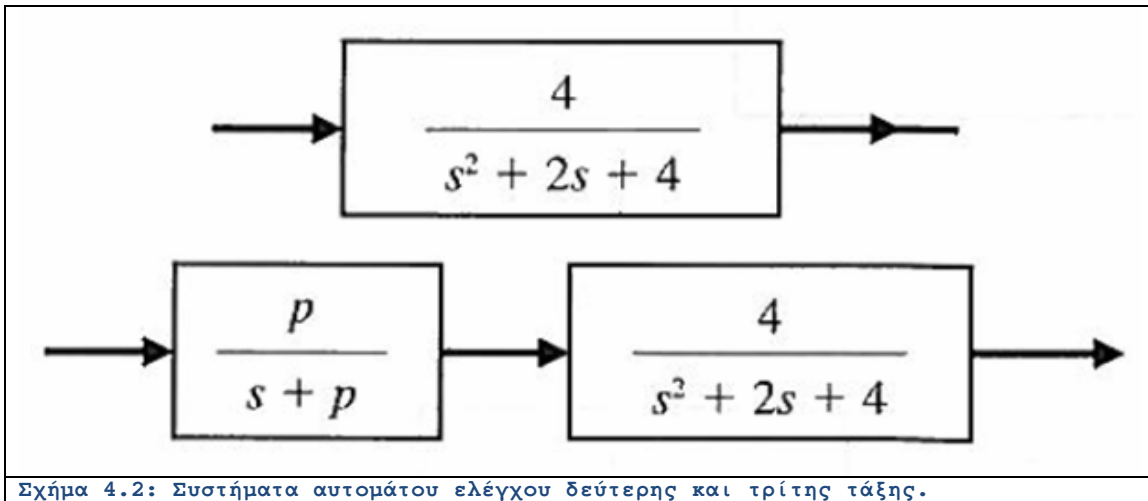 4
s² + 2s + 4
p
s + p
4
s² + 2s + 4
Σχήμα 4.2: Συστήματα αυτομάτου ελέγχου δεύτερης και τρίτης τάξης.